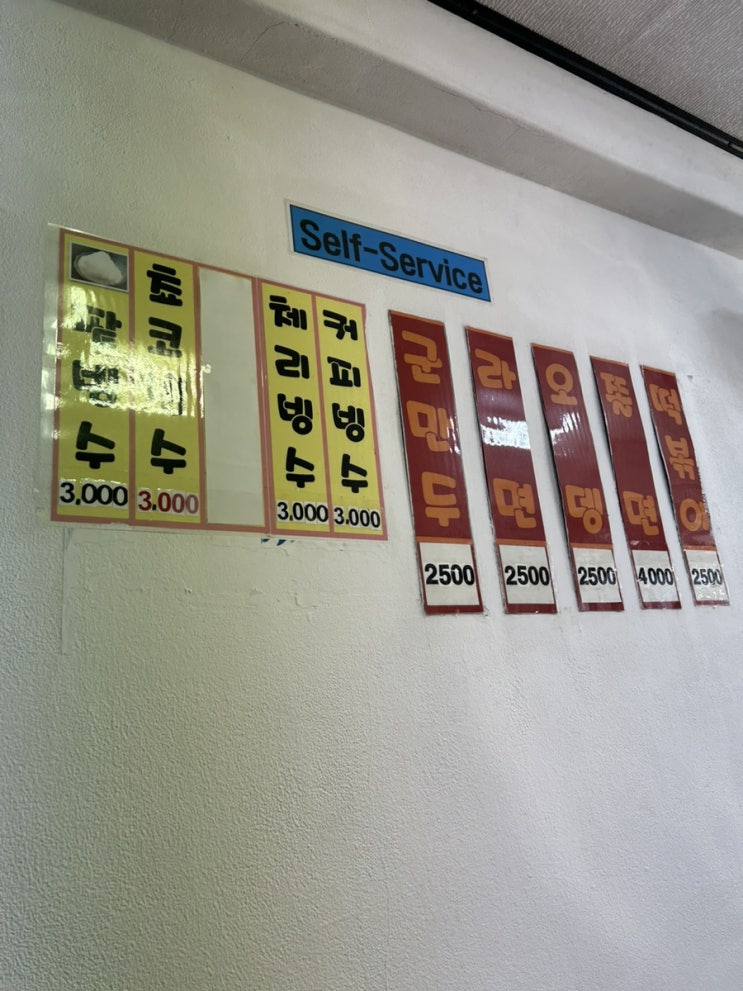 Self-Service
팥빙수
3.000
쵸코빙수
3.000
체리빙수
3.000
커피빙수
3.000
군만두
2500
라면
2500
오뎅
2500
쫄면
4000
떡볶이
2500